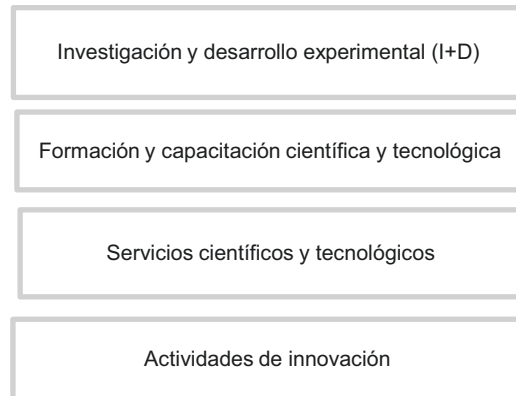 Investigación y desarrollo experimental (I+D)
Formación y capacitación científica y tecnológica
Servicios científicos y tecnológicos
Actividades de innovación